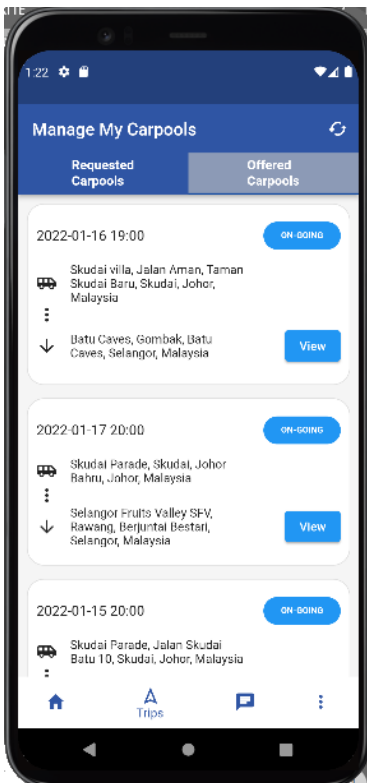 1:22
Manage My Carpools
Requested
Carpools
Offered
Carpools
2022-01-16 19:00
ON-GOING
Skudai villa, Jalan Aman, Taman
Skudai Baru, Skudai, Johor,
Malaysia
Batu Caves, Gombak, Batu
Caves, Selangor, Malaysia
View
2022-01-17 20:00
ON-GOING
Skudai Parade, Skudai, Johor
Bahru, Johor, Malaysia
Selangor Fruits Valley SFV,
Rawang, Berjuntai Bestari,
Selangor, Malaysia
View
2022-01-15 20:00
ON-GOING
Skudai Parade, Jalan Skudai
Batu 10, Skudai, Johor, Malaysia
Trips